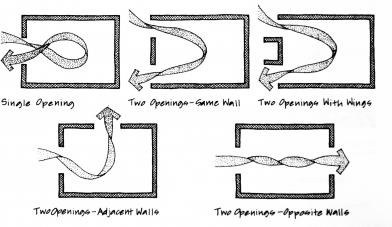 Single Opening
Two Openings-Same Wall
Two Openings With Wings
Two Openings-Adjacent Walls
Two Openings-Opposite Walls